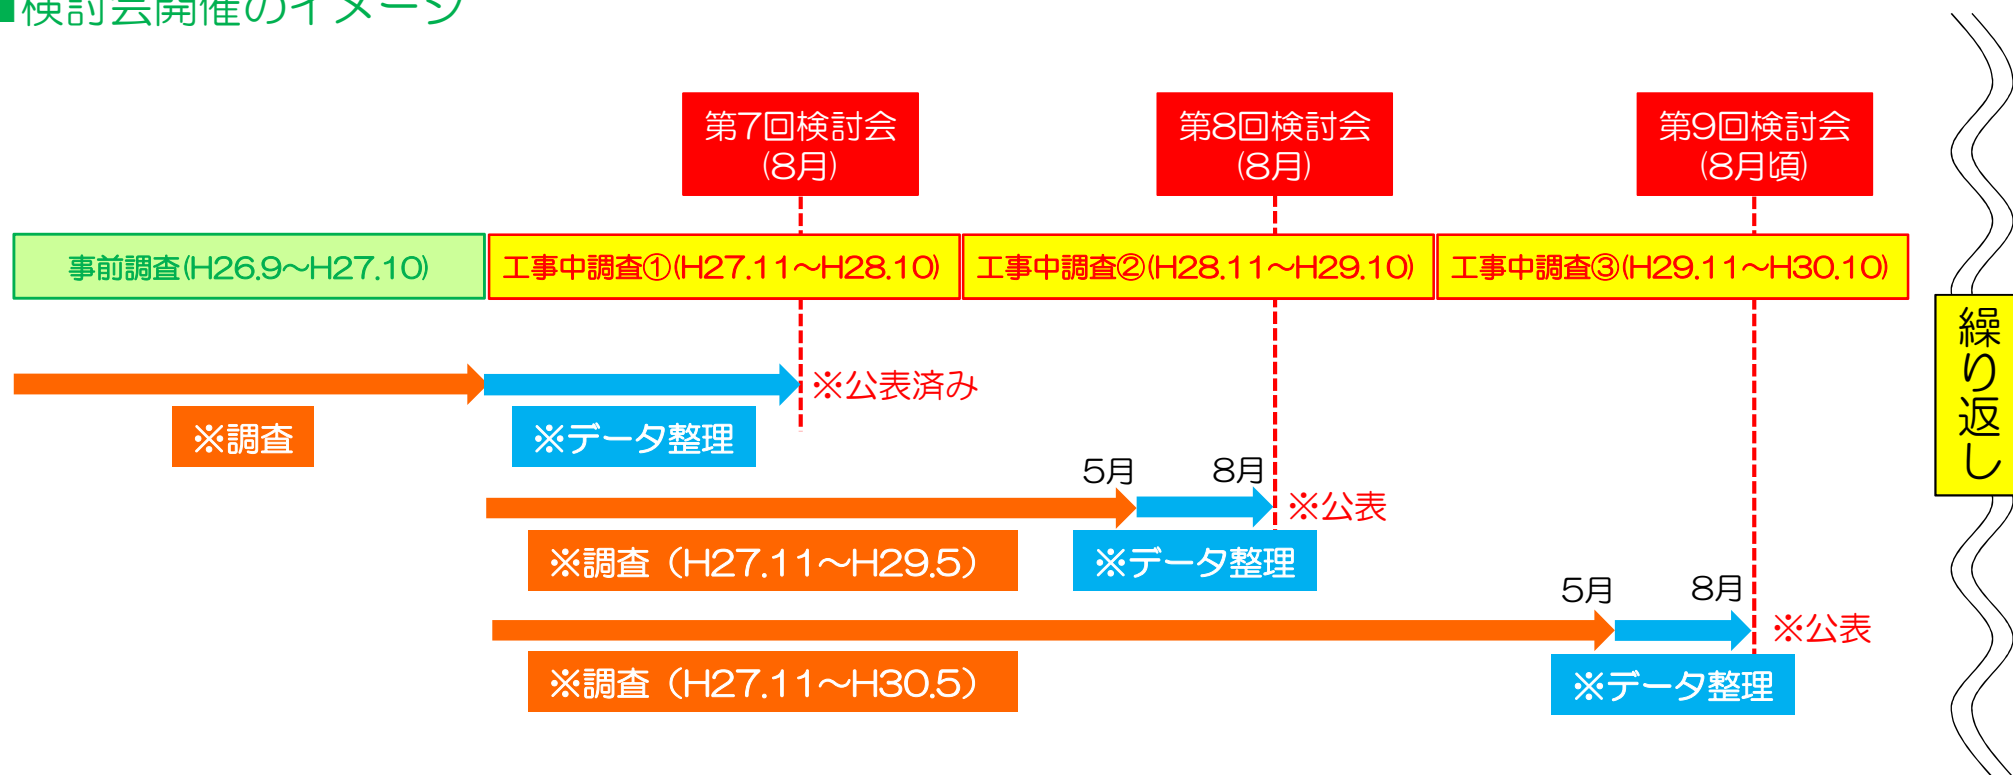 ■検討会開催のイメージ
第7回検討会
(8月)
第8回検討会
(8月)
第9回検討会
(8月頃)
事前調査(H26.9～H27.10)
工事中調査①(H27.11～H28.10)
工事中調査②(H28.11～H29.10)
工事中調査③(H29.11～H30.10)
繰り返し
※公表済み
※調査
※データ整理
5月
8月
※公表
※調査（H27.11～H29.5）
※データ整理
5月
8月
※公表
※調査（H27.11～H30.5）
※データ整理